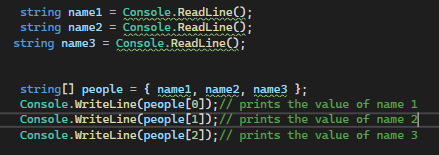 string name1 = Console.ReadLine();
string name2 = Console.ReadLine();
string name3 = Console.ReadLine();
string[] people = { name1, name2, name3 };
Console.WriteLine(people[0]);// prints the value of name 1
Console.WriteLine(people[1]);// prints the value of name 2
Console.WriteLine(people[2]);// prints the value of name 3